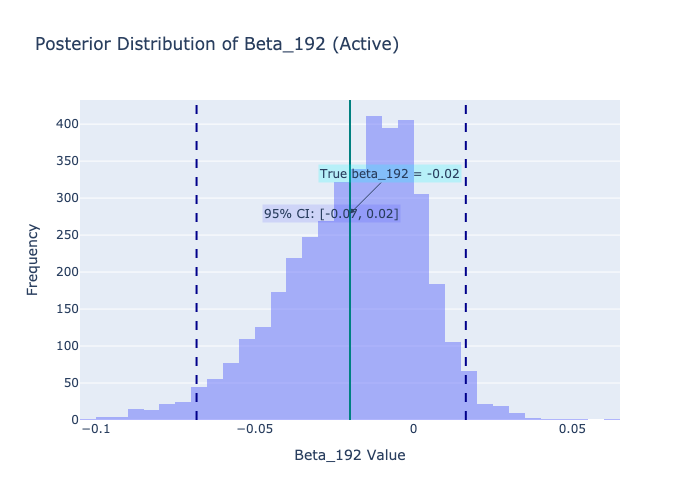 Posterior Distribution of Beta_192 (Active)
400
350
300
250
200
150
100
50
0
Frequency
True beta_192 = -0.02
95% CI: [-0.07, 0.02]
−0.1
−0.05
0
0.05
Beta_192 Value